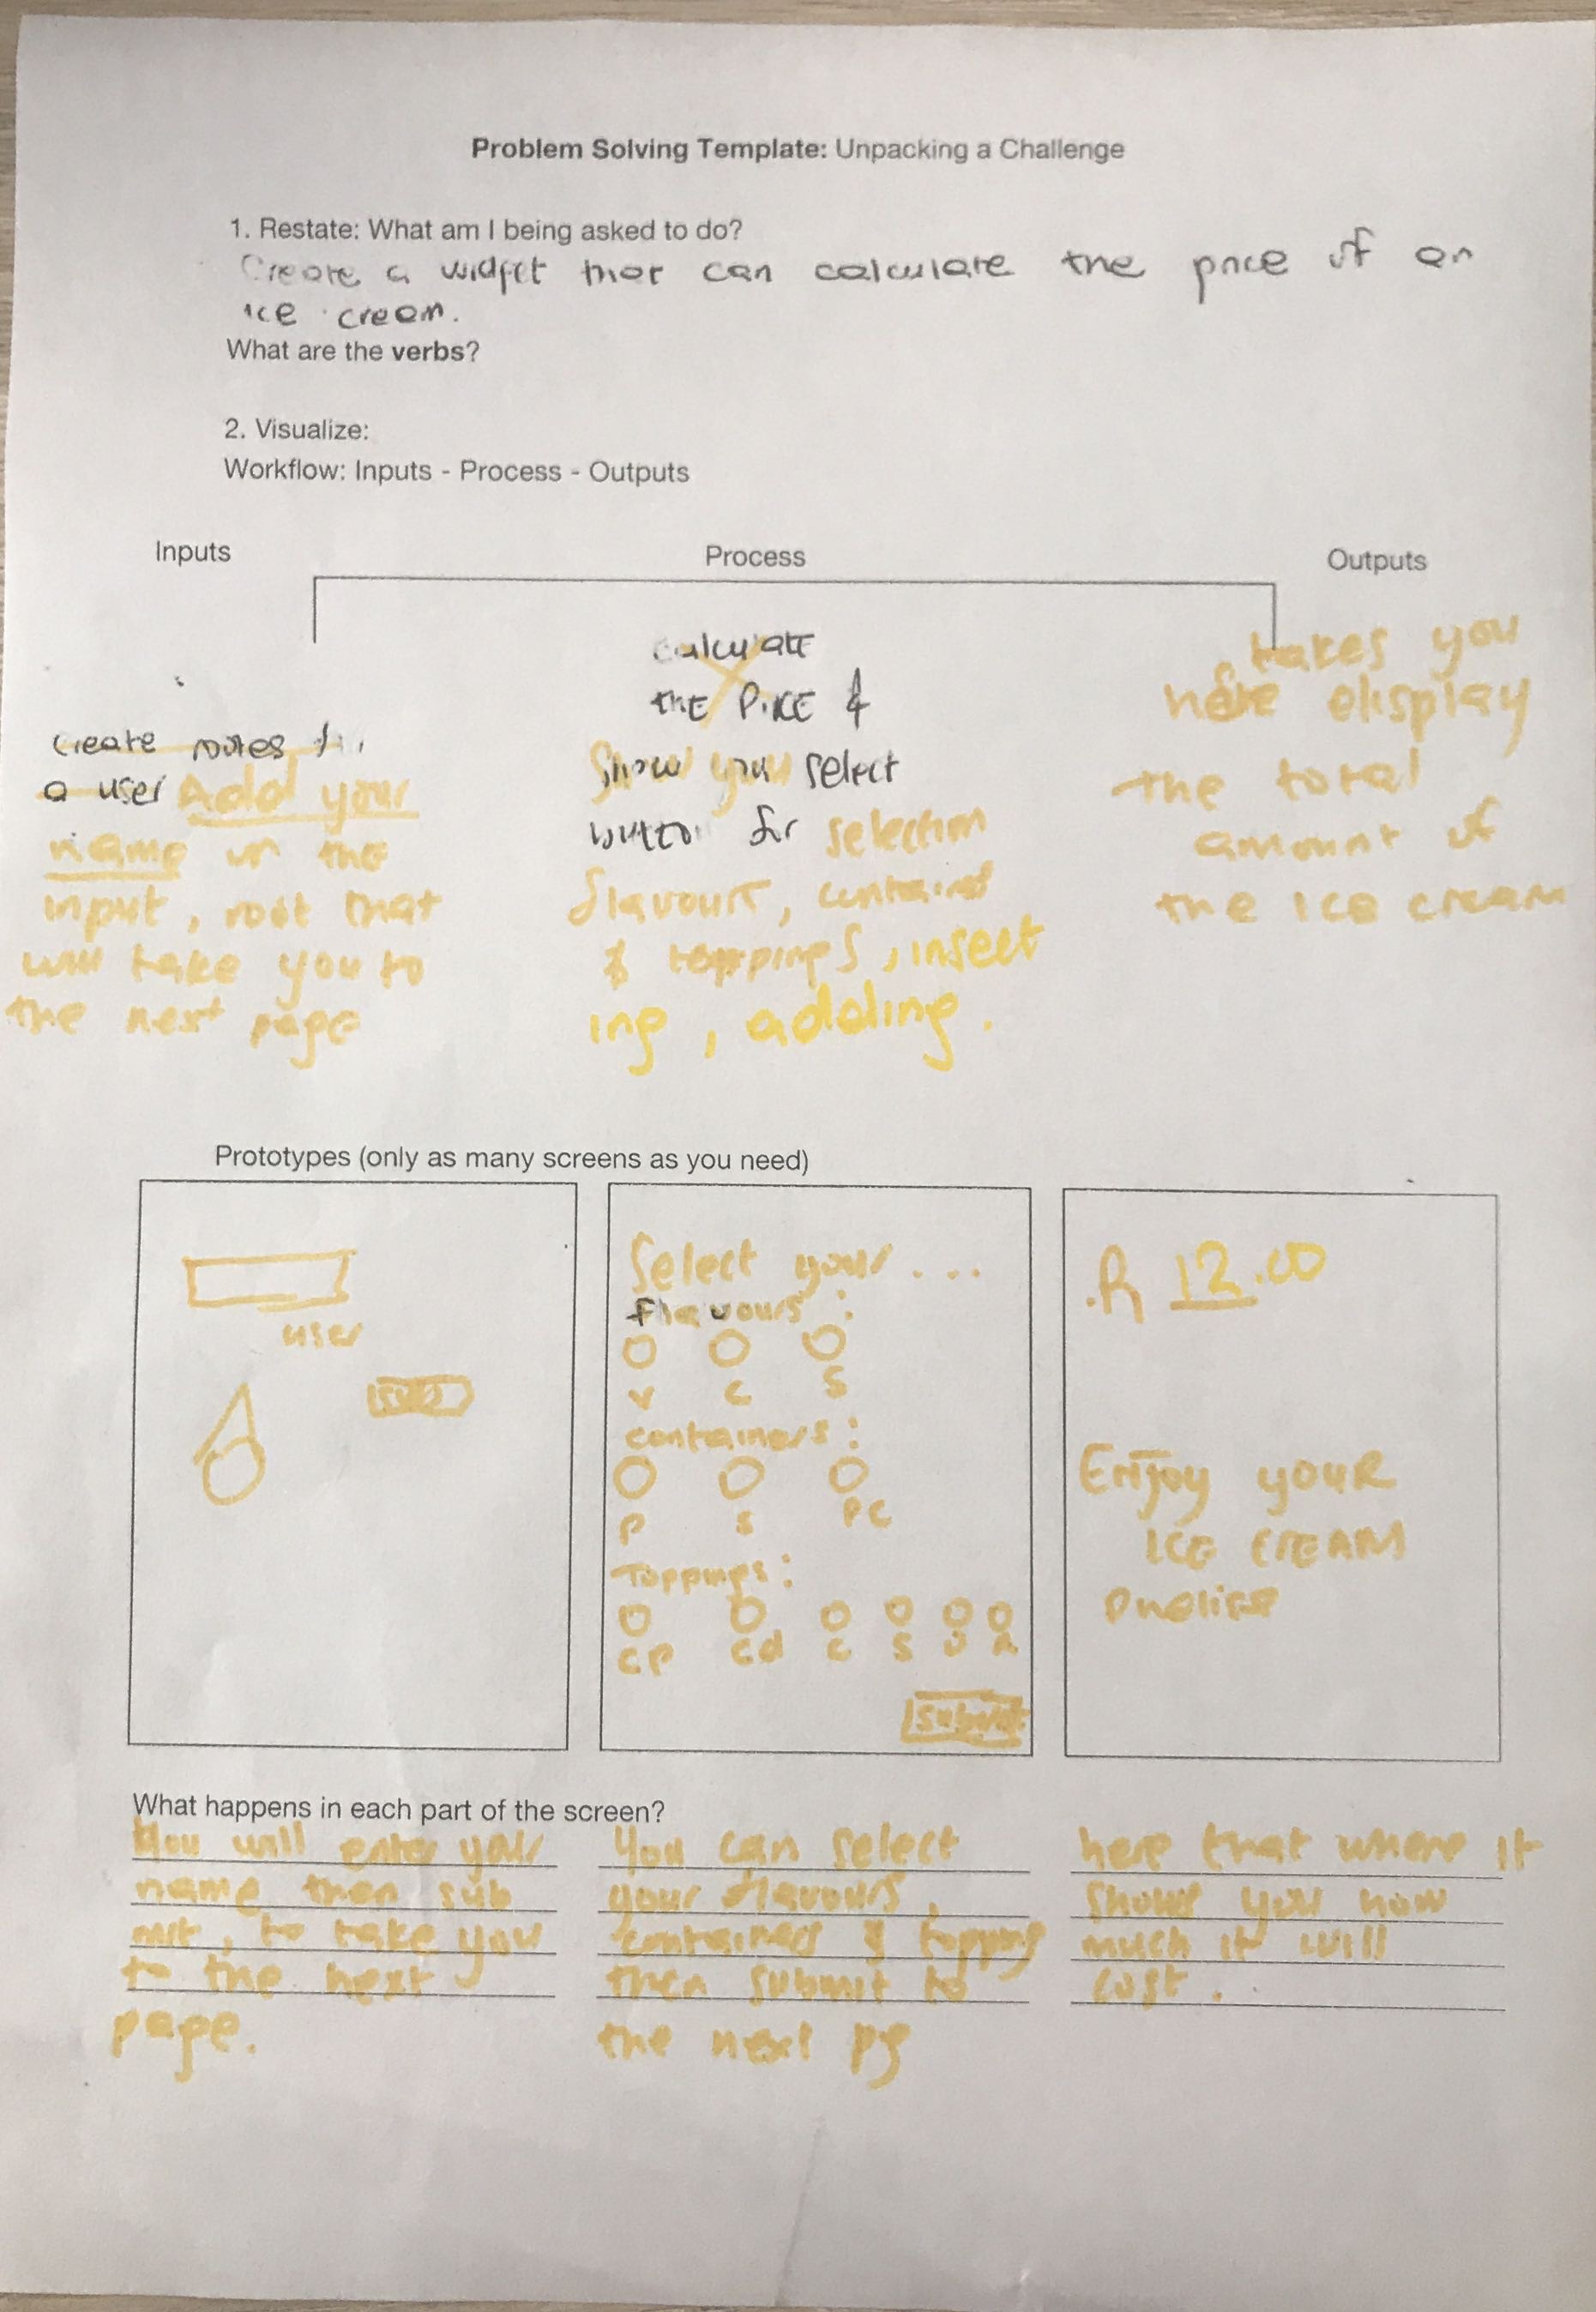 Problem Solving Template: Unpacking a Challenge
1. Restate: What am I being asked to do?
Create a widget that can calculate the price of an
ice cream.
What are the verbs?
2. Visualize:
Workflow: Inputs - Process - Outputs
Inputs
create routes for
a user Add your
name in the
input, root that
will take you to
the next page
Process
calculate
the PRICE &
Show you select
button for selection
flavours, container
& toppings, insert
ing, adding.
Outputs
takes you
here display
the total
amount of
the ice cream
Prototypes (only as many screens as you need)
user
Select your ...
flavours :
V C S
containers :
P S PC
Toppings :
CP Cd C S
submit
.R 12.00
Enjoy your
ICE CREAM
What happens in each part of the screen?
You will enter your
name then sub
mit, to take you
to the next
page.
You can select
your flavours,
containers & topping
then submit to
the next pg
here that where it
shows you how
much it will
cost.